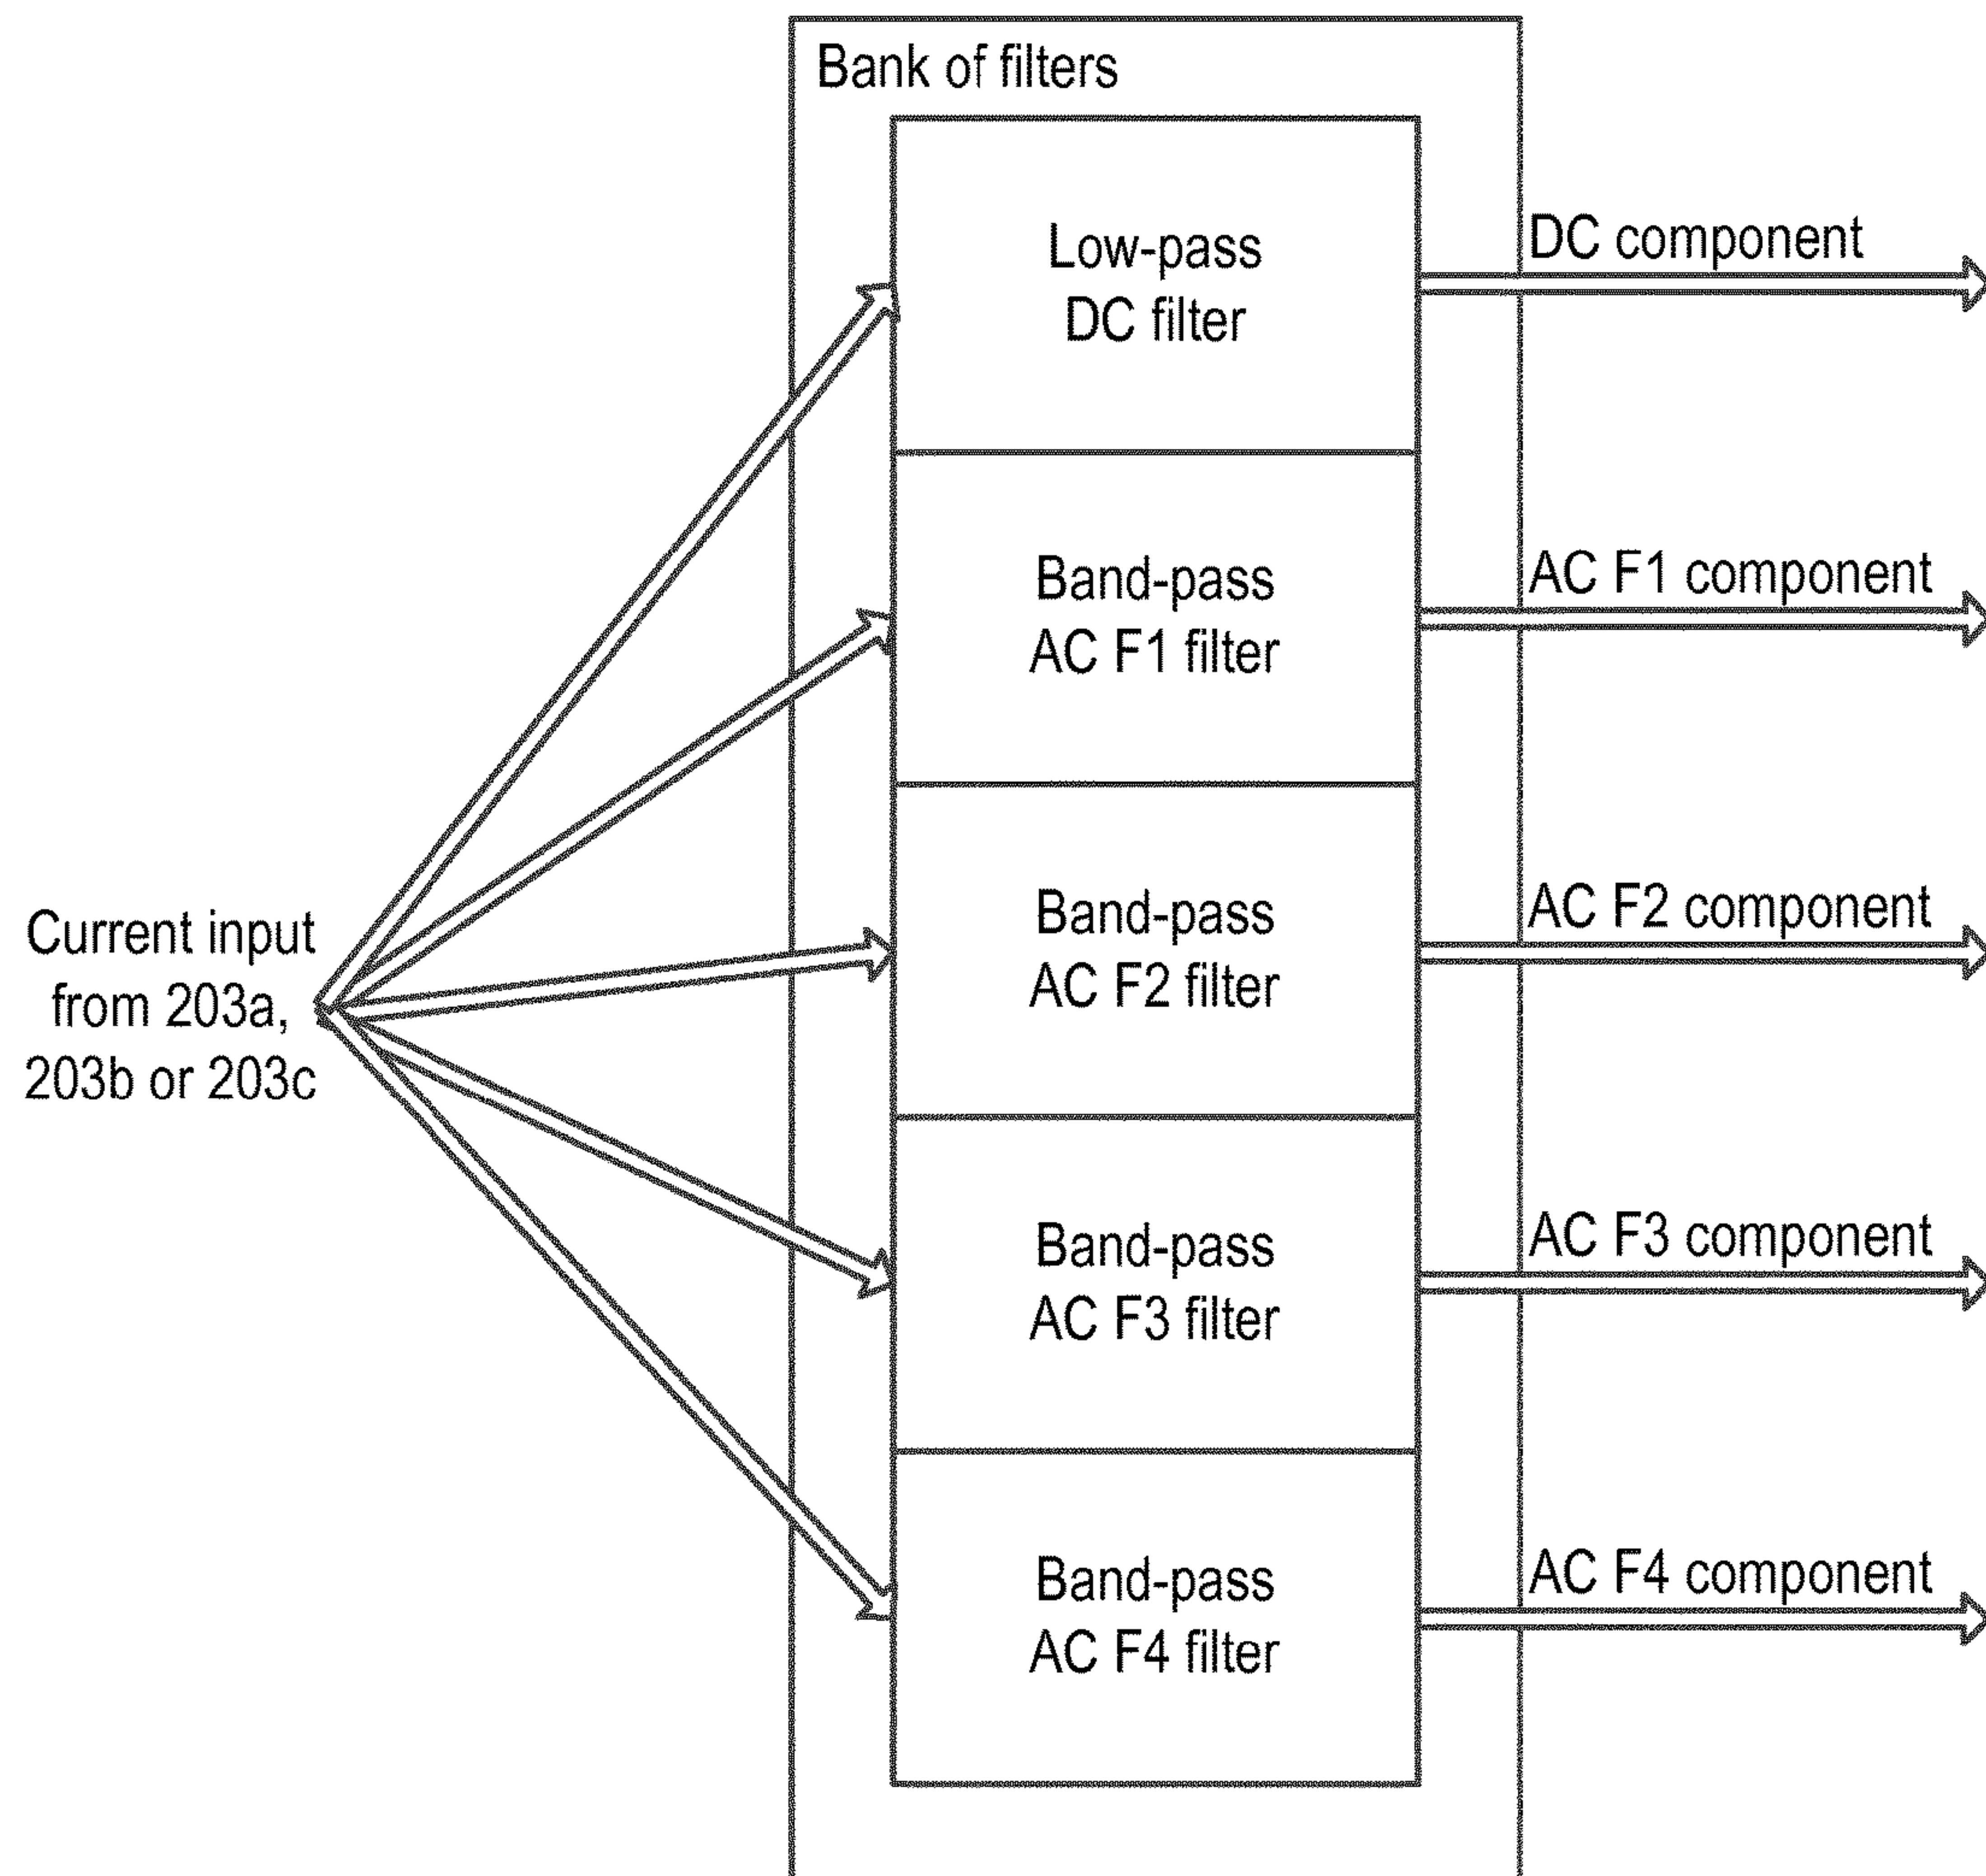 Bank of filters
Low-pass
DC filter
DC component
Band-pass
AC F1 filter
AC F1 component
Current input
from 203a,
203b or 203c
Band-pass
AC F2 filter
AC F2 component
Band-pass
AC F3 filter
AC F3 component
Band-pass
AC F4 filter
AC F4 component